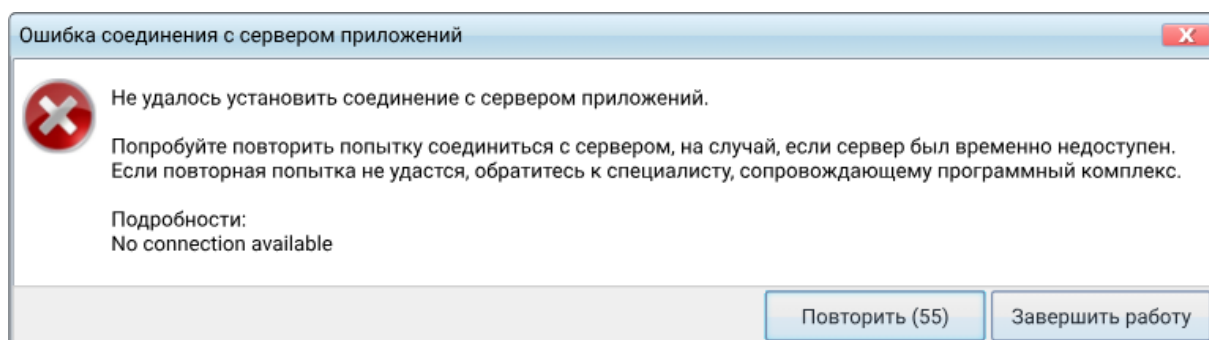 Ошибка соединения с сервером приложений
X
Не удалось установить соединение с сервером приложений.
Попробуйте повторить попытку соединиться с сервером, на случай, если сервер был временно недоступен.
Если повторная попытка не удастся, обратитесь к специалисту, сопровождающему программный комплекс.
Подробности:
No connection available
Повторить (55)
Завершить работу